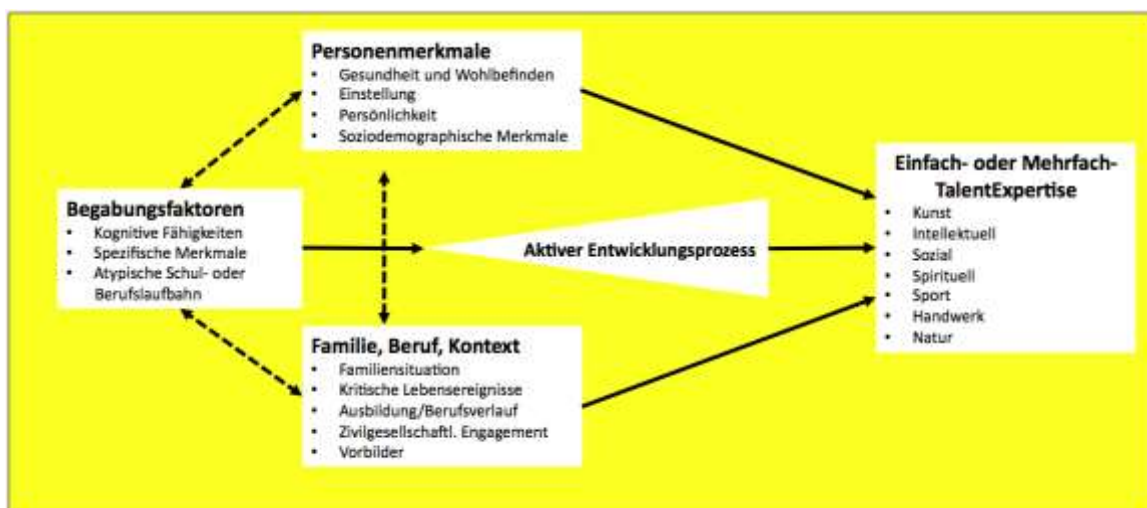 Personenmerkmale
• Gesundheit und Wohlbefinden
• Einstellung
• Persönlichkeit
• Soziodemographische Merkmale
Begabungsfaktoren
• Kognitive Fähigkeiten
• Spezifische Merkmale
• Atypische Schul- oder
Berufslaufbahn
Aktiver Entwicklungsprozess
Familie, Beruf, Kontext
• Familiensituation
• Kritische Lebensereignisse
• Ausbildung/Berufsverlauf
• Zivilgesellschaftl. Engagement
• Vorbilder
Einfach- oder Mehrfach-
TalentExpertise
• Kunst
• Intellektuell
• Sozial
• Spirituell
• Sport
• Handwerk
• Natur